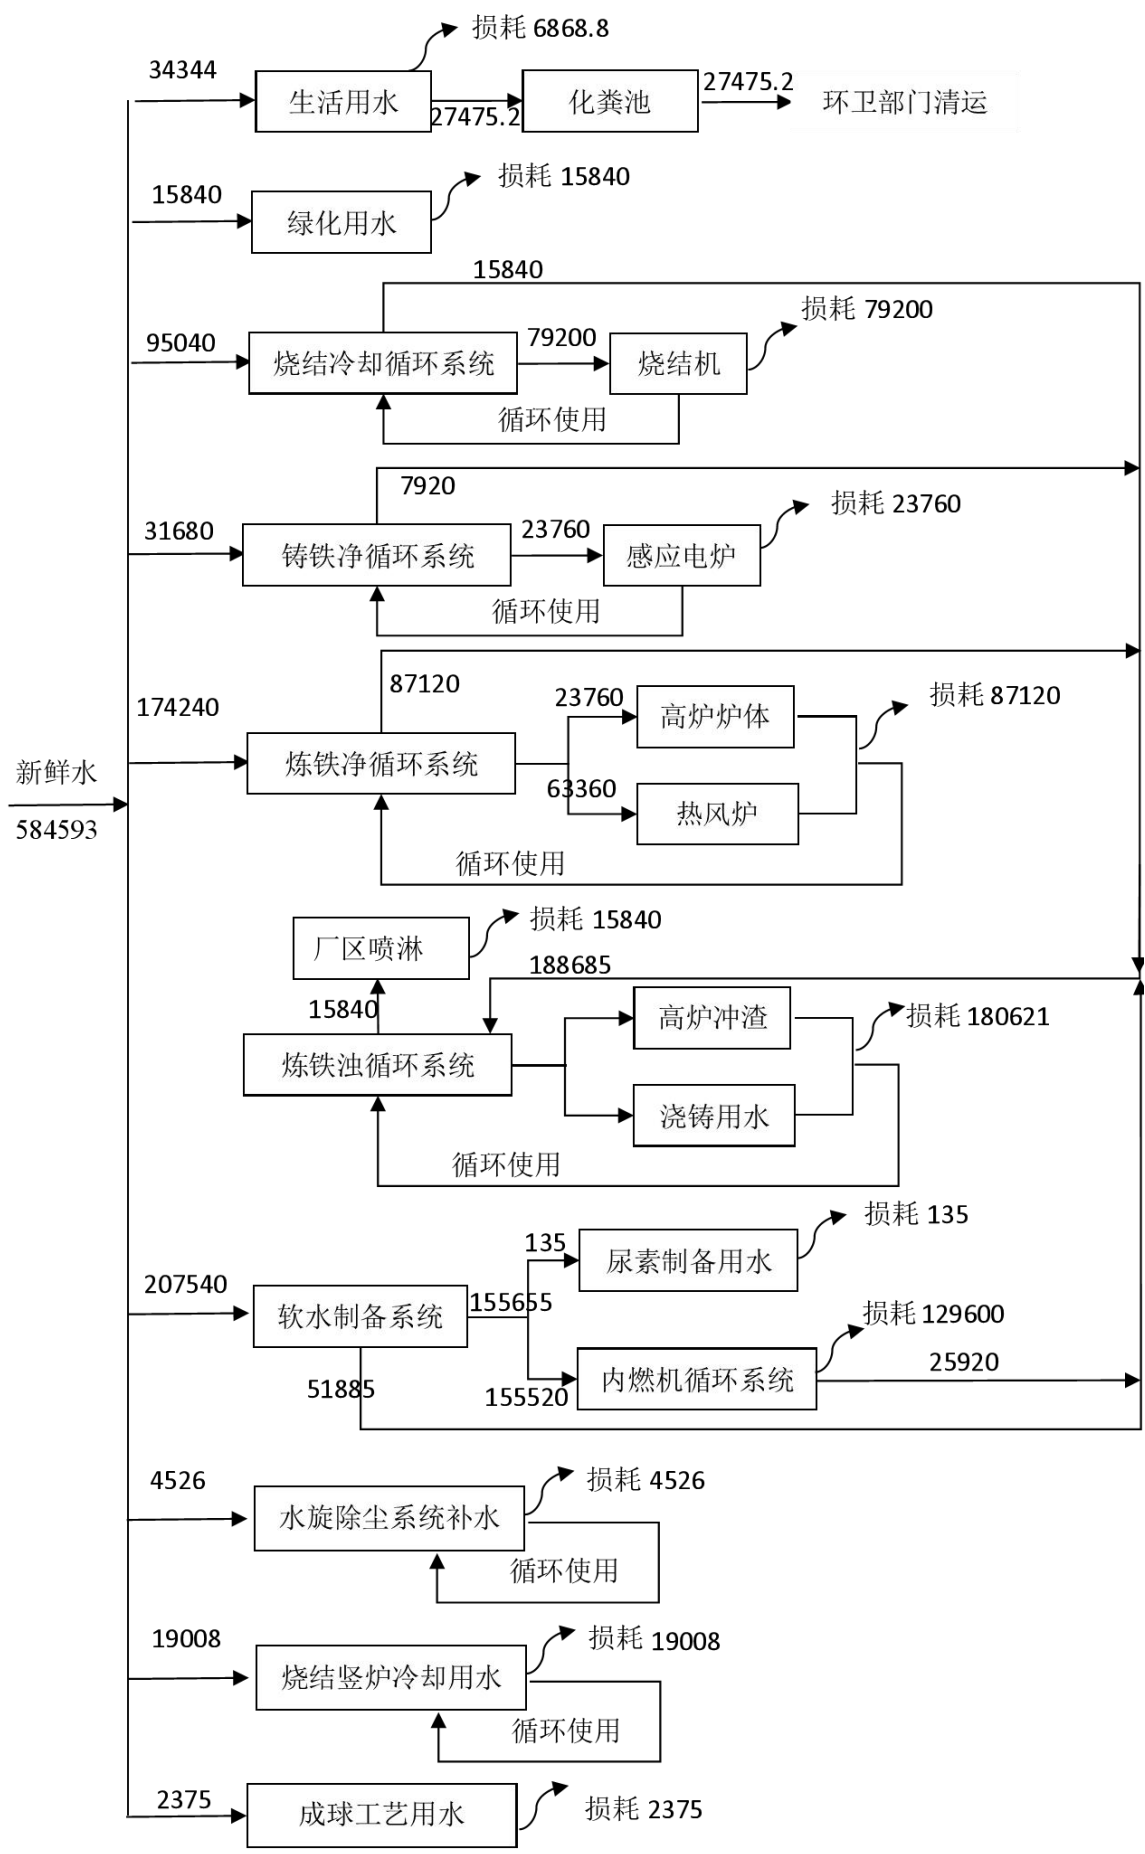 损耗 6868.8
34344
生活用水
27475.2
化粪池
27475.2
环卫部门清运
15840
绿化用水
损耗 15840
15840
95040
烧结冷却循环系统
79200
烧结机
损耗 79200
循环使用
7920
31680
铸铁净循环系统
23760
感应电炉
损耗 23760
循环使用
87120
174240
炼铁净循环系统
23760
高炉炉体
63360
热风炉
损耗 87120
循环使用
新鲜水
584593
厂区喷淋
损耗 15840
15840
188685
炼铁浊循环系统
高炉冲渣
浇铸用水
损耗 180621
循环使用
207540
软水制备系统
155655
135
尿素制备用水
损耗 135
155520
内燃机循环系统
损耗 129600
25920
51885
4526
水旋除尘系统补水
损耗 4526
循环使用
19008
烧结竖炉冷却用水
损耗 19008
循环使用
2375
成球工艺用水
损耗 2375